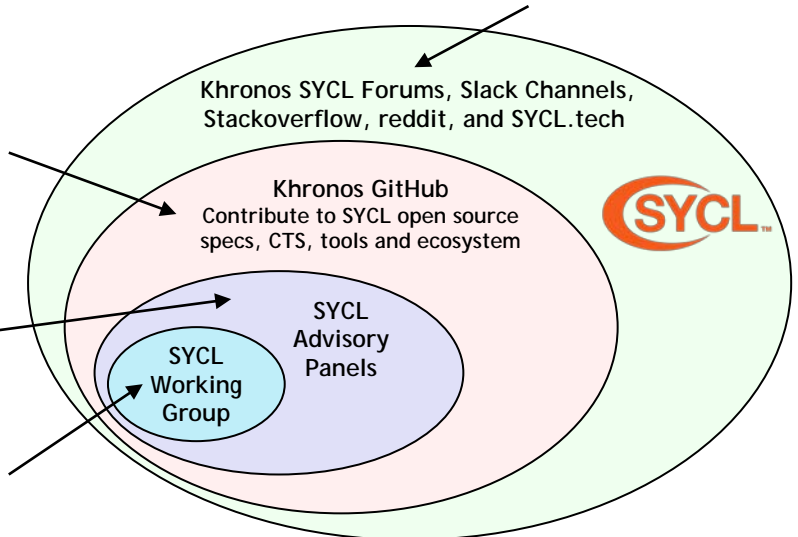 Khronos SYCL Forums, Slack Channels,
Stackoverflow, reddit, and SYCL.tech
Khronos GitHub
Contribute to SYCL open source
specs, CTS, tools and ecosystem
SYCL™
SYCL
Advisory
Panels
SYCL
Working
Group